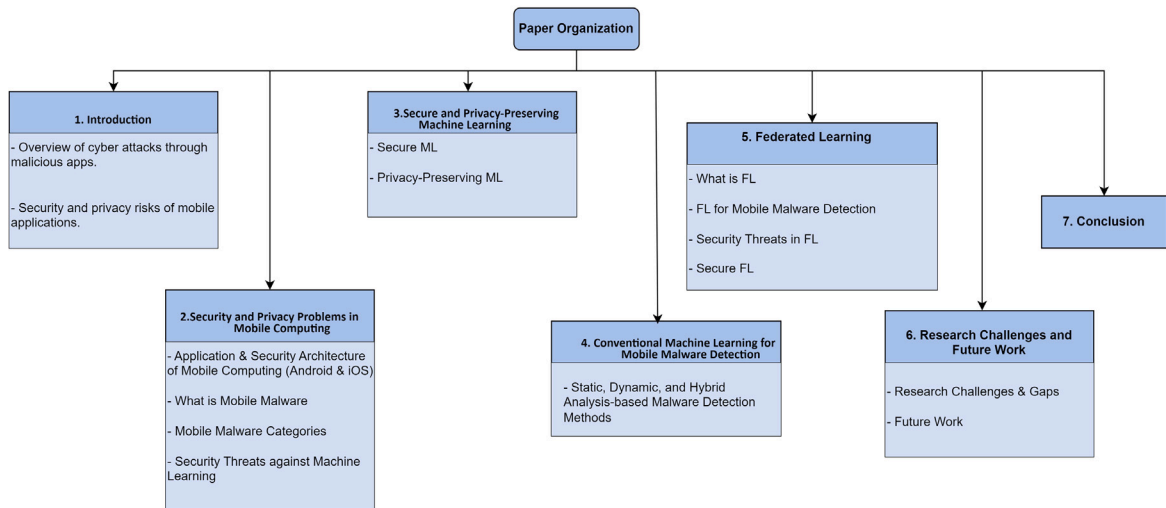 Paper Organization
1. Introduction
- Overview of cyber attacks through
malicious apps.
- Security and privacy risks of mobile
applications.
2.Security and Privacy Problems in
Mobile Computing
- Application & Security Architecture
of Mobile Computing (Android & iOS)
- What is Mobile Malware
- Mobile Malware Categories
- Security Threats against Machine
Learning
3.Secure and Privacy-Preserving
Machine Learning
- Secure ML
- Privacy-Preserving ML
4. Conventional Machine Learning for
Mobile Malware Detection
- Static, Dynamic, and Hybrid
Analysis-based Malware Detection
Methods
5. Federated Learning
- What is FL
- FL for Mobile Malware Detection
- Security Threats in FL
- Secure FL
6. Research Challenges and
Future Work
- Research Challenges & Gaps
- Future Work
7. Conclusion